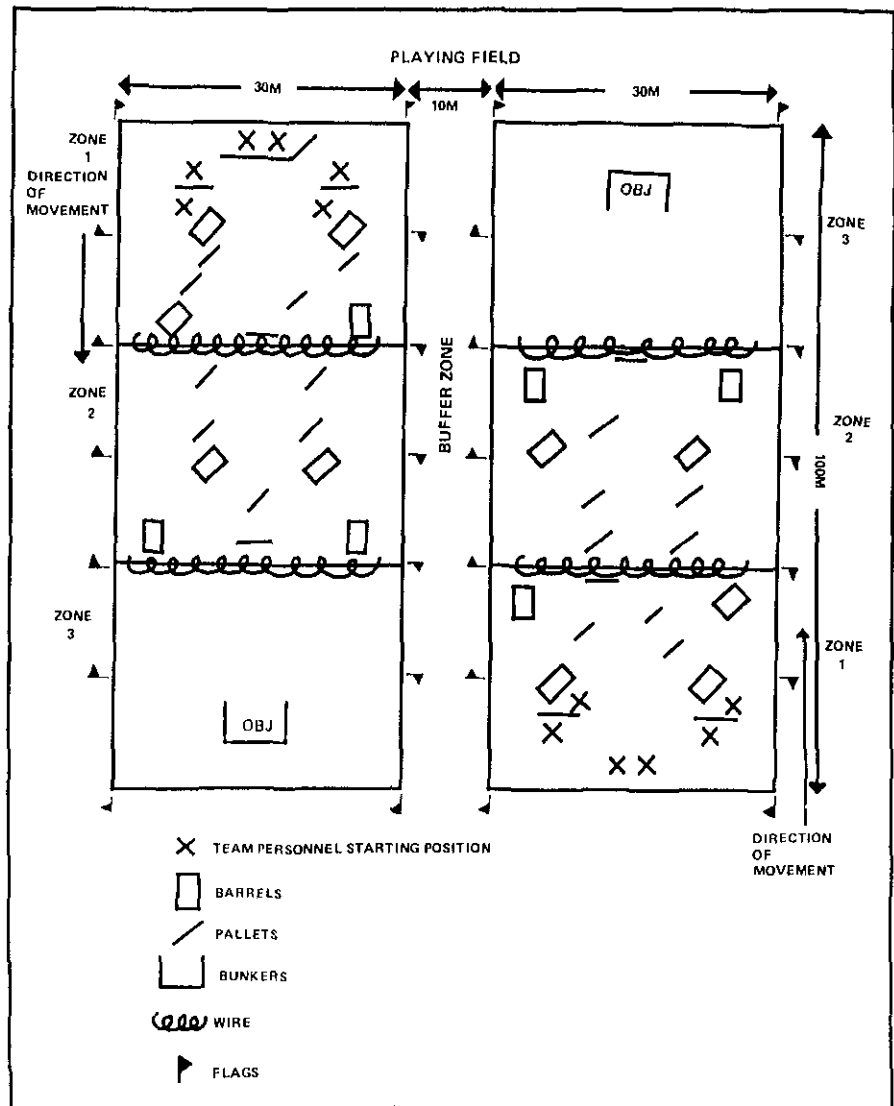 PLAYING FIELD
30M
10M
30M
ZONE
1
DIRECTION
OF
MOVEMENT
OBJ
ZONE
3
ZONE
2
BUFFER ZONE
ZONE
2
100M
ZONE
3
ZONE
1
OBJ
DIRECTION
OF
MOVEMENT
TEAM PERSONNEL STARTING POSITION
BARRELS
PALLETS
BUNKERS
WIRE
FLAGS